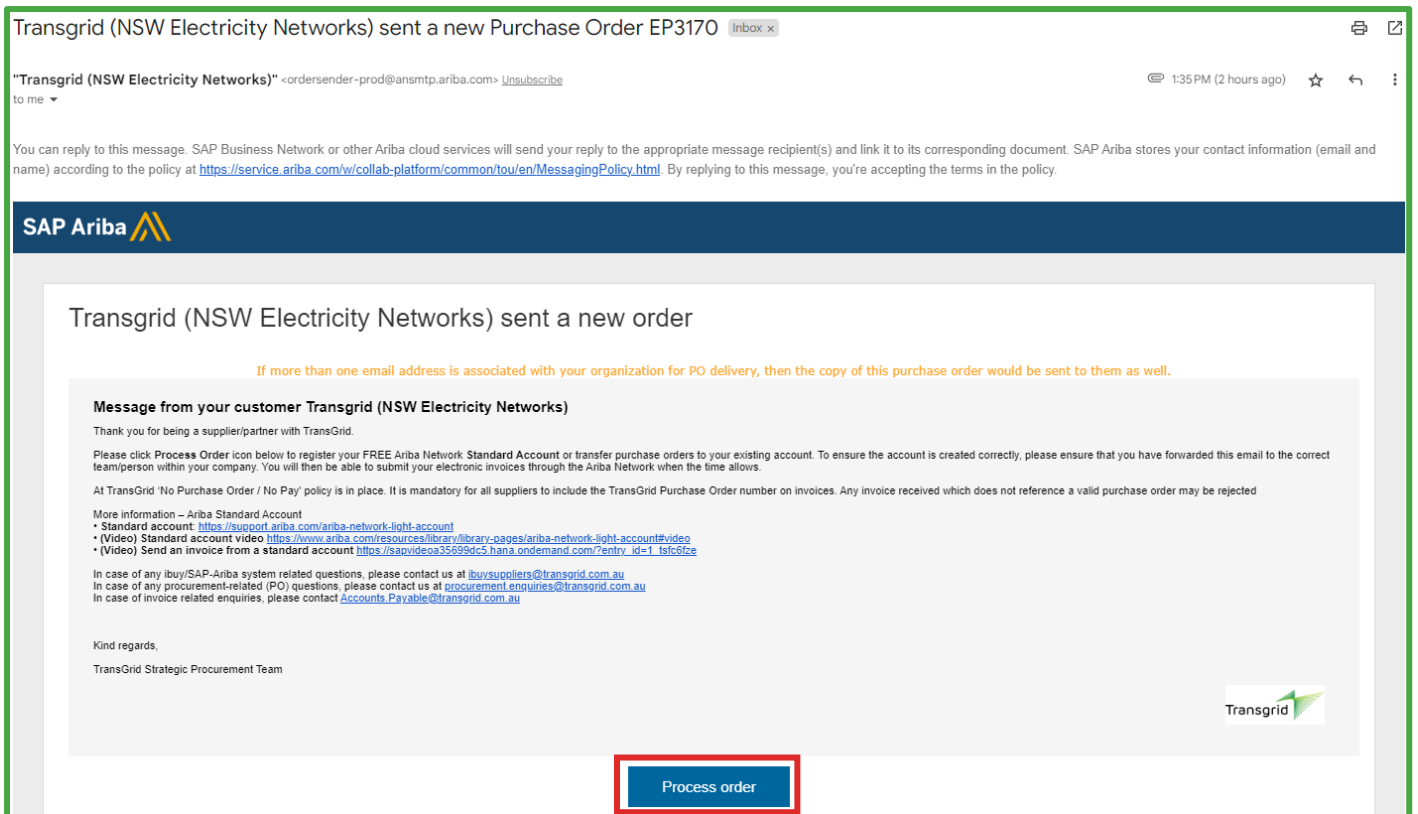 Transgrid (NSW Electricity Networks) sent a new Purchase Order EP3170 Inbox x
"Transgrid (NSW Electricity Networks)" <ordersender-prod@ansmtp.ariba.com> Unsubscribe 1:35 PM (2 hours ago)
to me
You can reply to this message. SAP Business Network or other Ariba cloud services will send your reply to the appropriate message recipient(s) and link it to its corresponding document. SAP Ariba stores your contact information (email and
name) according to the policy at https://service.ariba.com/w/collab-platform/common/tou/en/MessagingPolicy.html. By replying to this message, you're accepting the terms in the policy.
SAP Ariba
Transgrid (NSW Electricity Networks) sent a new order
If more than one email address is associated with your organization for PO delivery, then the copy of this purchase order would be sent to them as well.
Message from your customer Transgrid (NSW Electricity Networks)
Thank you for being a supplier/partner with TransGrid.
Please click Process Order icon below to register your FREE Ariba Network Standard Account or transfer purchase orders to your existing account. To ensure the account is created correctly, please ensure that you have forwarded this email to the correct
team/person within your company. You will then be able to submit your electronic invoices through the Ariba Network when the time allows.
At TransGrid 'No Purchase Order / No Pay' policy is in place. It is mandatory for all suppliers to include the TransGrid Purchase Order number on invoices. Any invoice received which does not reference a valid purchase order may be rejected
More information – Ariba Standard Account
• Standard account: https://support.ariba.com/ariba-network-light-account
• (Video) Standard account video https://www.ariba.com/resources/library/library-pages/ariba-network-light-account#video
• (Video) Send an invoice from a standard account https://sapvideoa35699dc5.hana.ondemand.com/?entry_id=1_tsfc6fze
In case of any ibuy/SAP-Ariba system related questions, please contact us at ibuysuppliers@transgrid.com.au
In case of any procurement-related (PO) questions, please contact us at procurement.enquiries@transgrid.com.au
In case of invoice related enquiries, please contact Accounts.Payable@transgrid.com.au
Kind regards,
TransGrid Strategic Procurement Team
Transgrid
Process order